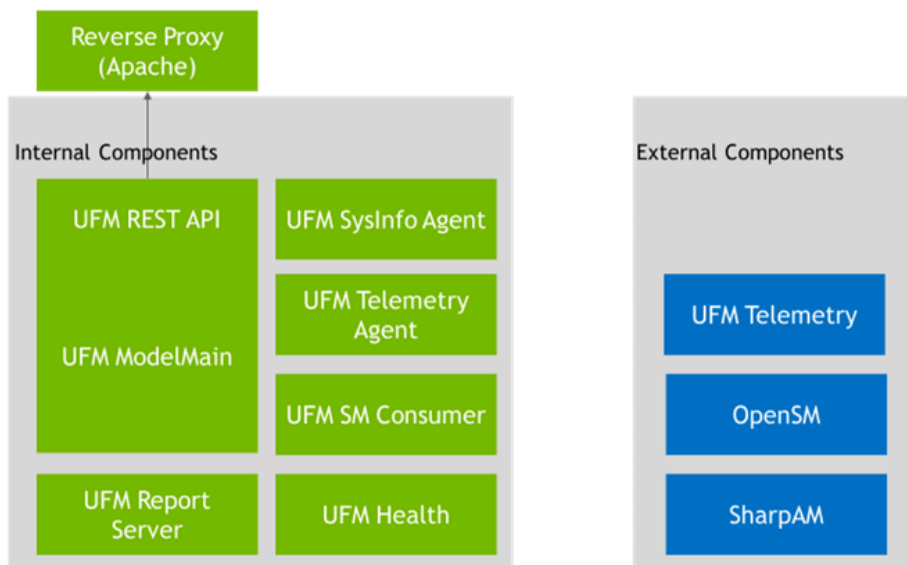 Reverse Proxy
(Apache)
Internal Components
UFM REST API
UFM ModelMain
UFM Report
Server
UFM SysInfo Agent
UFM Telemetry
Agent
UFM SM Consumer
UFM Health
External Components
UFM Telemetry
OpenSM
SharpAM